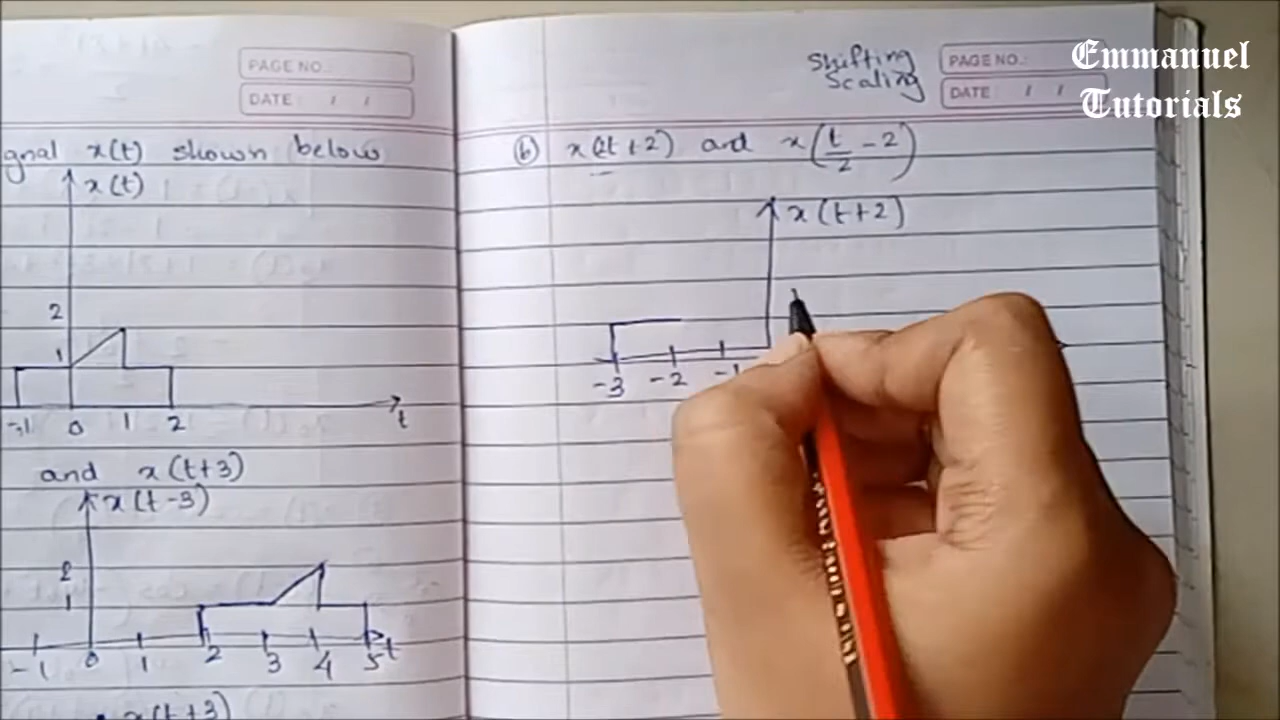 PAGE NO.:
DATE: / /
gnal x(t) shown below
x(t)
2
1
-1 0 1 2 t
and x(t+3)
x(t-3)
2
1
-1 0 1 2 3 4 5 t
x(t+3)
Shifting
Scaling
PAGE NO.:
DATE: / /
Emmanuel
Tutorials
(b) x(2t+2) and x(t/2 - 2)
x(t+2)
-3 -2 -1